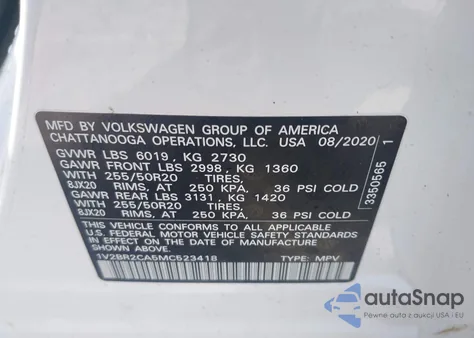 MFD BY VOLKSWAGEN GROUP OF AMERICA
CHATTANOOGA OPERATIONS, LLC. USA 08/2020
GVWR LBS 6019, KG 2730
GAWR FRONT LBS 2998, KG 1360
WITH 255/50R20 TIRES,
8JX20 RIMS, AT 250 KPA, 36 PSI COLD
GAWR REAR LBS 3131, KG 1420
WITH 255/50R20 TIRES,
8JX20 RIMS, AT 250 KPA, 36 PSI COLD
THIS VEHICLE CONFORMS TO ALL APPLICABLE
U.S. FEDERAL MOTOR VEHICLE SAFETY STANDARDS
IN EFFECT ON THE DATE OF MANUFACTURE
SHOWN ABOVE.
1V2BR2CA5MC523418 TYPE: MPV
3350565 1
autoSnap
Pewne auta z aukcji USA i EU